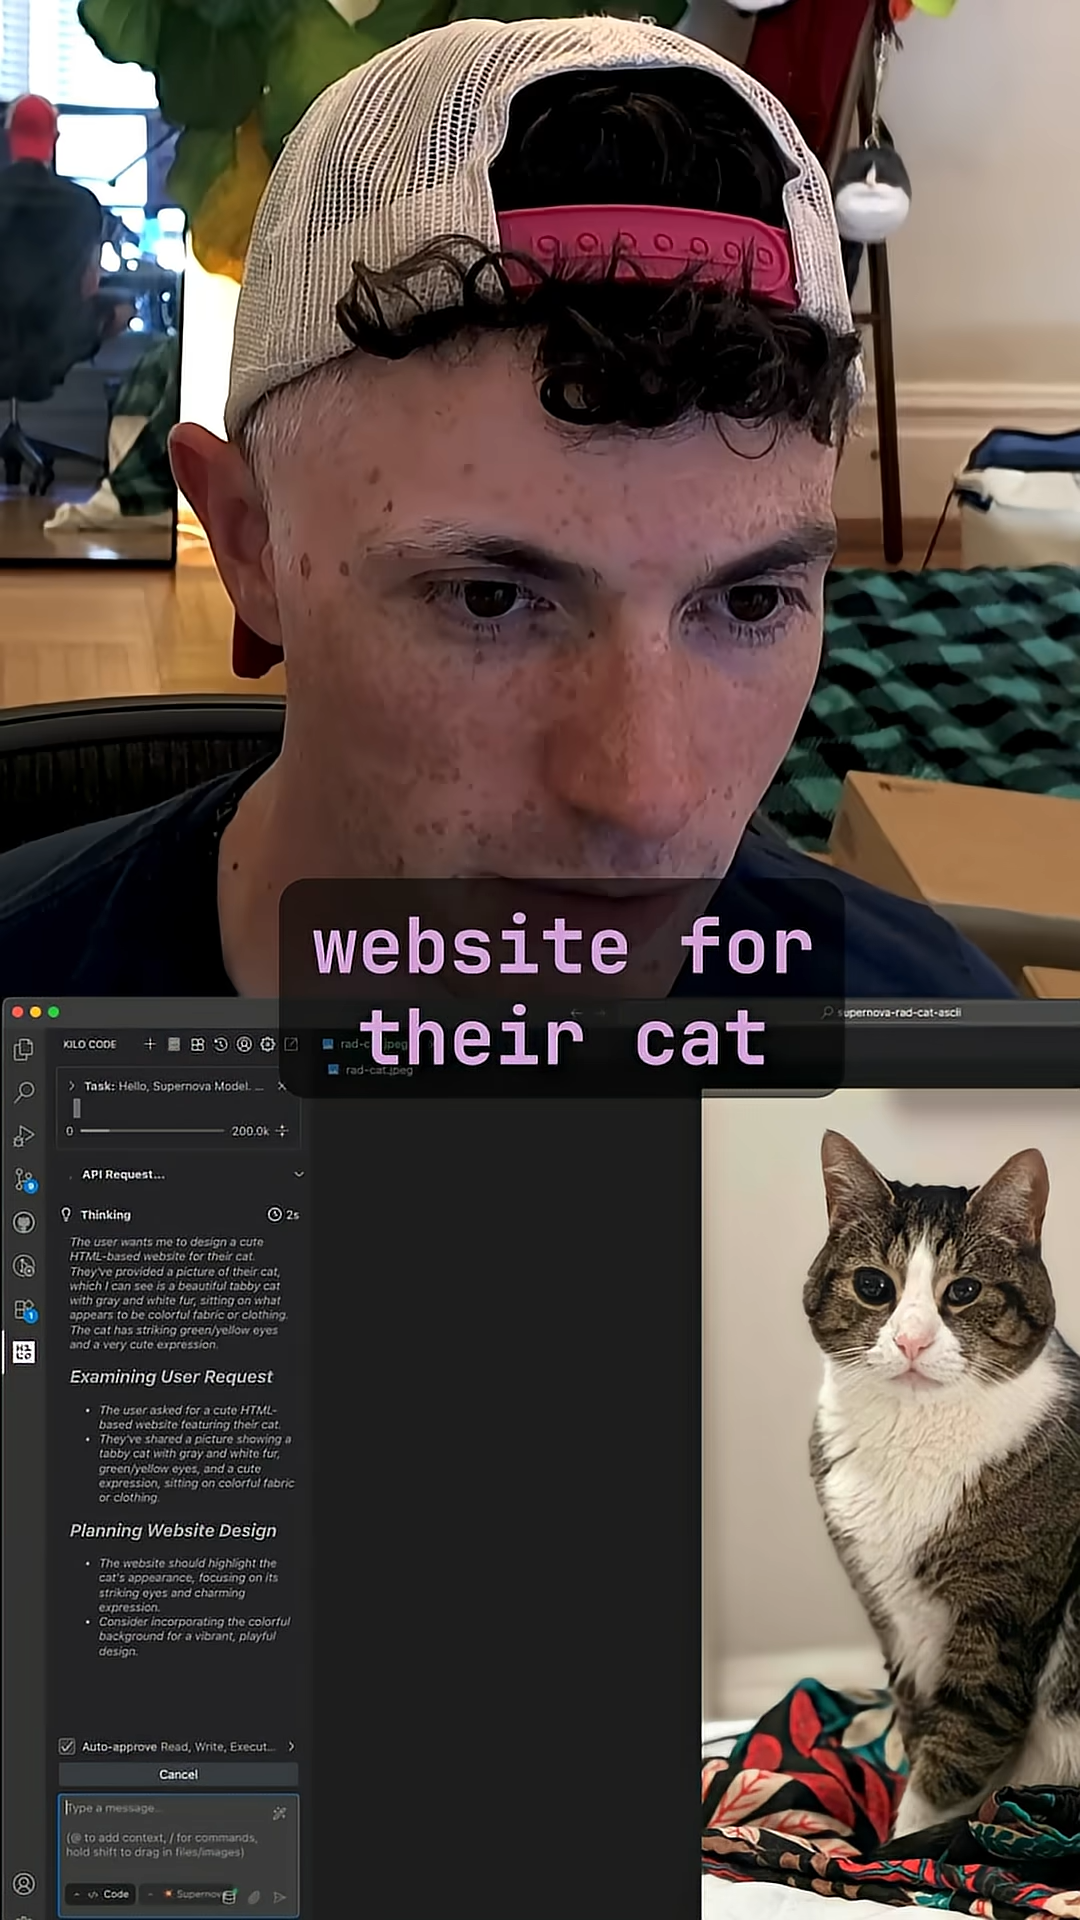 website for
their cat
supernova-rad-cat-ascii
KILO CODE
rad-cat.jpeg
Task: Hello, Supernova Model. ...
0
200.0k
API Request...
9
Thinking
2s
The user wants me to design a cute
HTML-based website for their cat.
They've provided a picture of their cat,
which I can see is a beautiful tabby cat
with gray and white fur, sitting on what
appears to be colorful fabric or clothing.
The cat has striking green/yellow eyes
and a very cute expression.
1
Examining User Request
• The user asked for a cute HTML-
based website featuring their cat.
• They've shared a picture showing a
tabby cat with gray and white fur,
green/yellow eyes, and a cute
expression, sitting on colorful fabric
or clothing.
Planning Website Design
• The website should highlight the
cat's appearance, focusing on its
striking eyes and charming
expression.
• Consider incorporating the colorful
background for a vibrant, playful
design.
Auto-approve Read, Write, Execut...
Cancel
Type a message...
(@ to add context, / for commands,
hold shift to drag in files/images)
Code